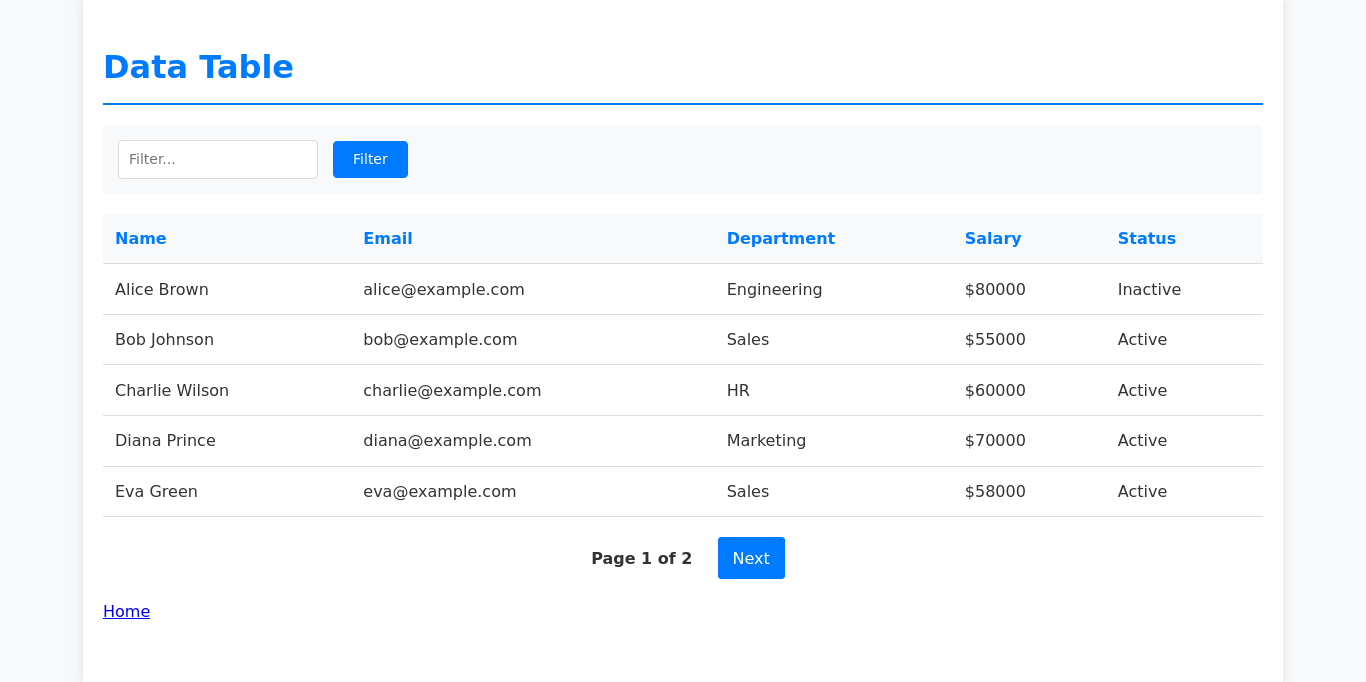 Data Table
Filter...
Filter
Name Email Department Salary Status
Alice Brown alice@example.com Engineering $80000 Inactive
Bob Johnson bob@example.com Sales $55000 Active
Charlie Wilson charlie@example.com HR $60000 Active
Diana Prince diana@example.com Marketing $70000 Active
Eva Green eva@example.com Sales $58000 Active
Page 1 of 2 Next
Home